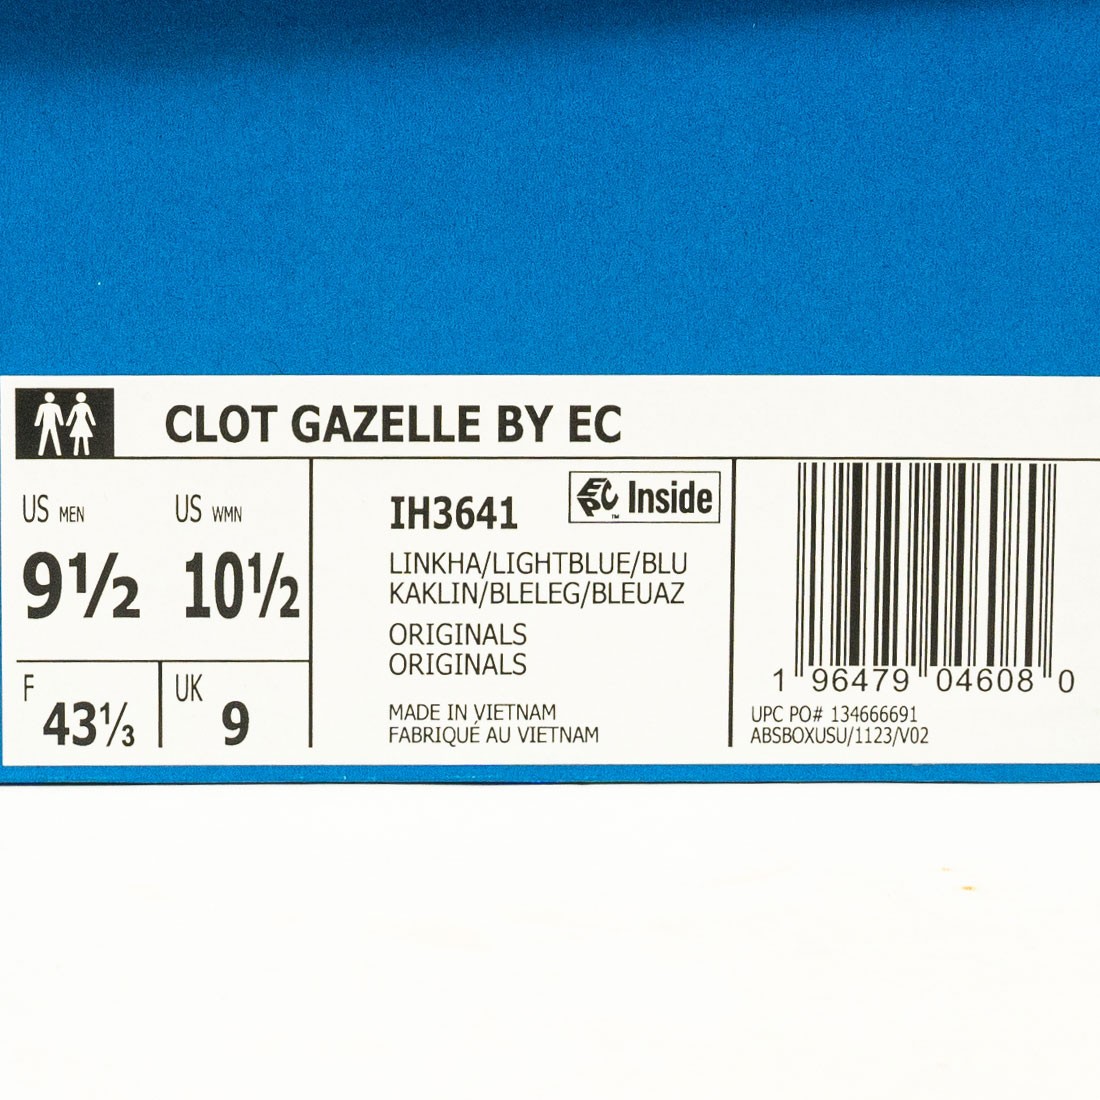 CLOT GAZELLE BY EC
US MEN
US WMN
9½
10½
F
43⅓
UK
9
IH3641
EPC Inside
™
LINKHA/LIGHTBLUE/BLU
KAKLIN/BLELEG/BLEUAZ
ORIGINALS
ORIGINALS
MADE IN VIETNAM
FABRIQUÉ AU VIETNAM
1 96479 04608 0
UPC PO# 134666691
ABSBOXUSU/1123/V02